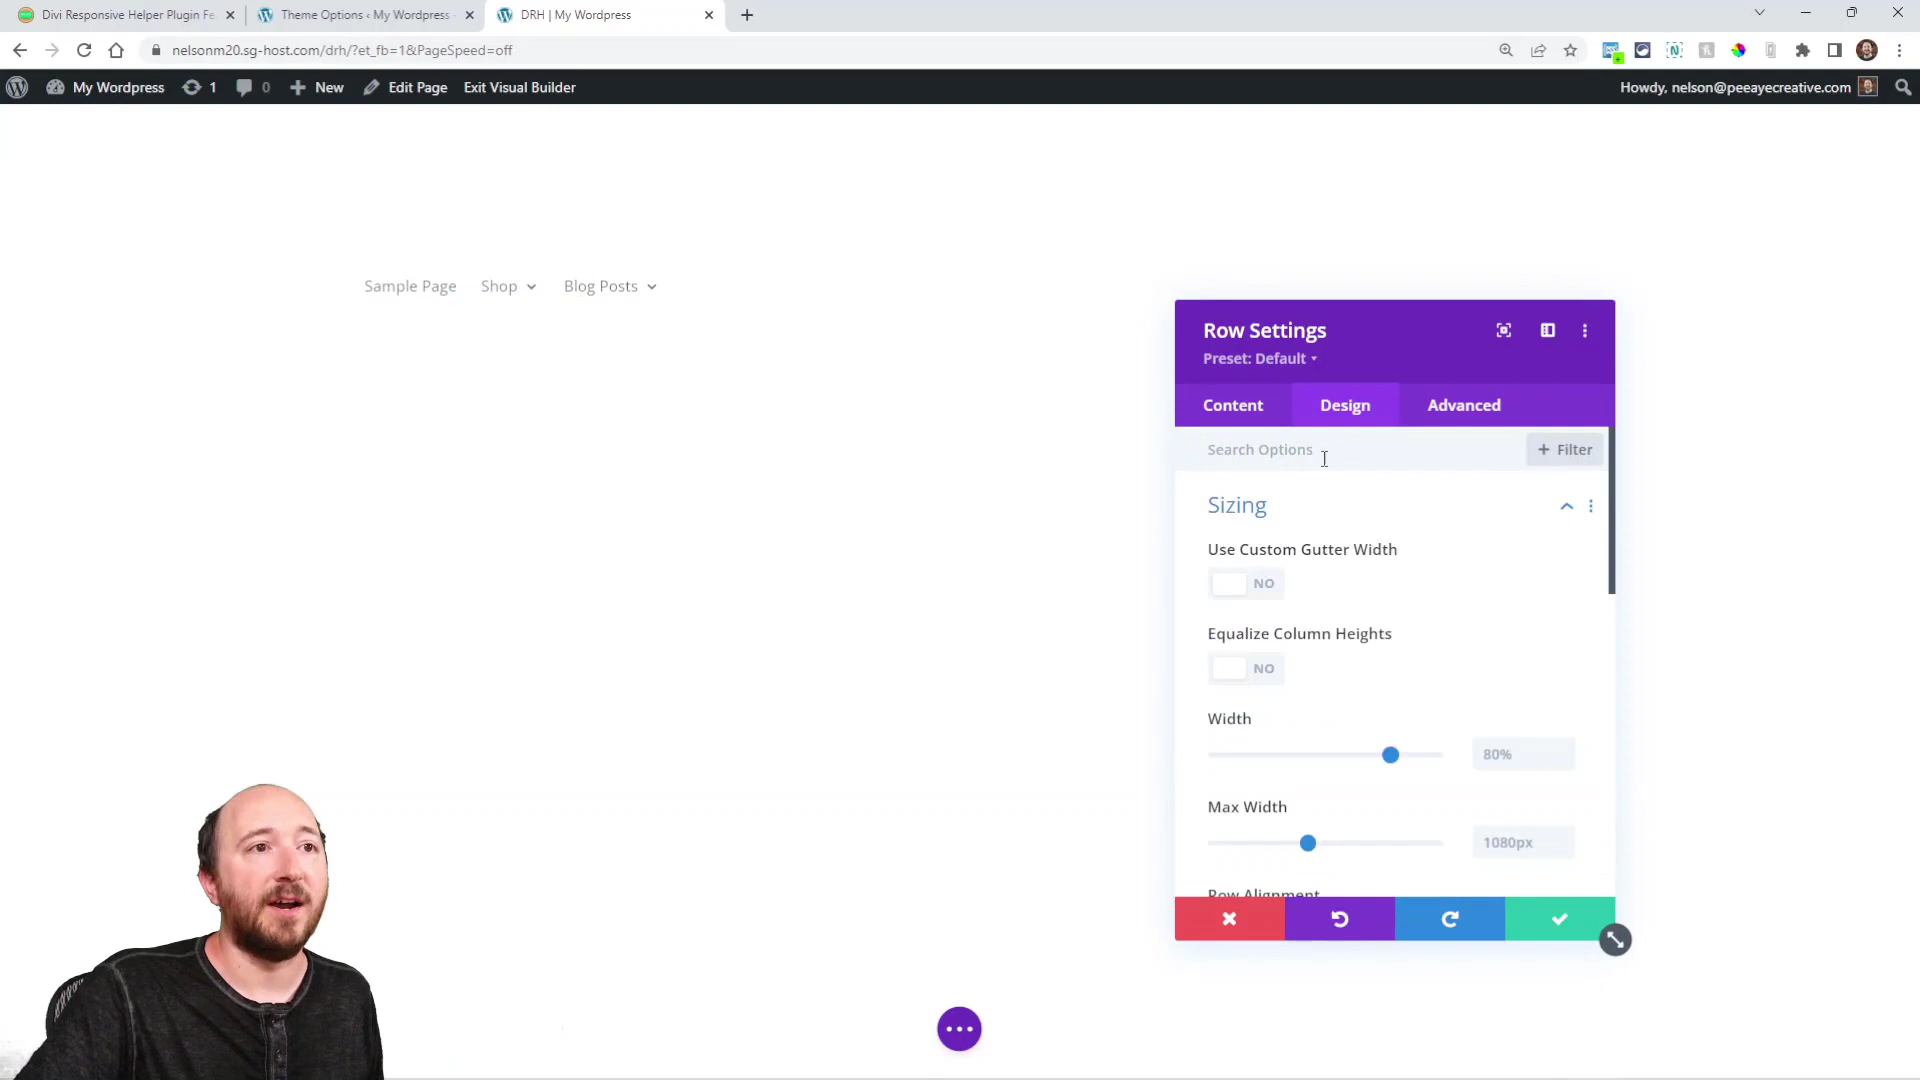 Divi Responsive Helper Plugin Fe
Theme Options ‹ My Wordpress -
DRH | My Wordpress
nelsonm20.sg-host.com/drh/?et_fb=1&PageSpeed=off
My Wordpress
1
0
New
Edit Page
Exit Visual Builder
Howdy, nelson@peeayecreative.com
Sample Page
Shop
Blog Posts
Row Settings
Preset: Default
Content
Design
Advanced
Search Options
+ Filter
Sizing
Use Custom Gutter Width
NO
Equalize Column Heights
NO
Width
80%
Max Width
1080px
Row Alignment